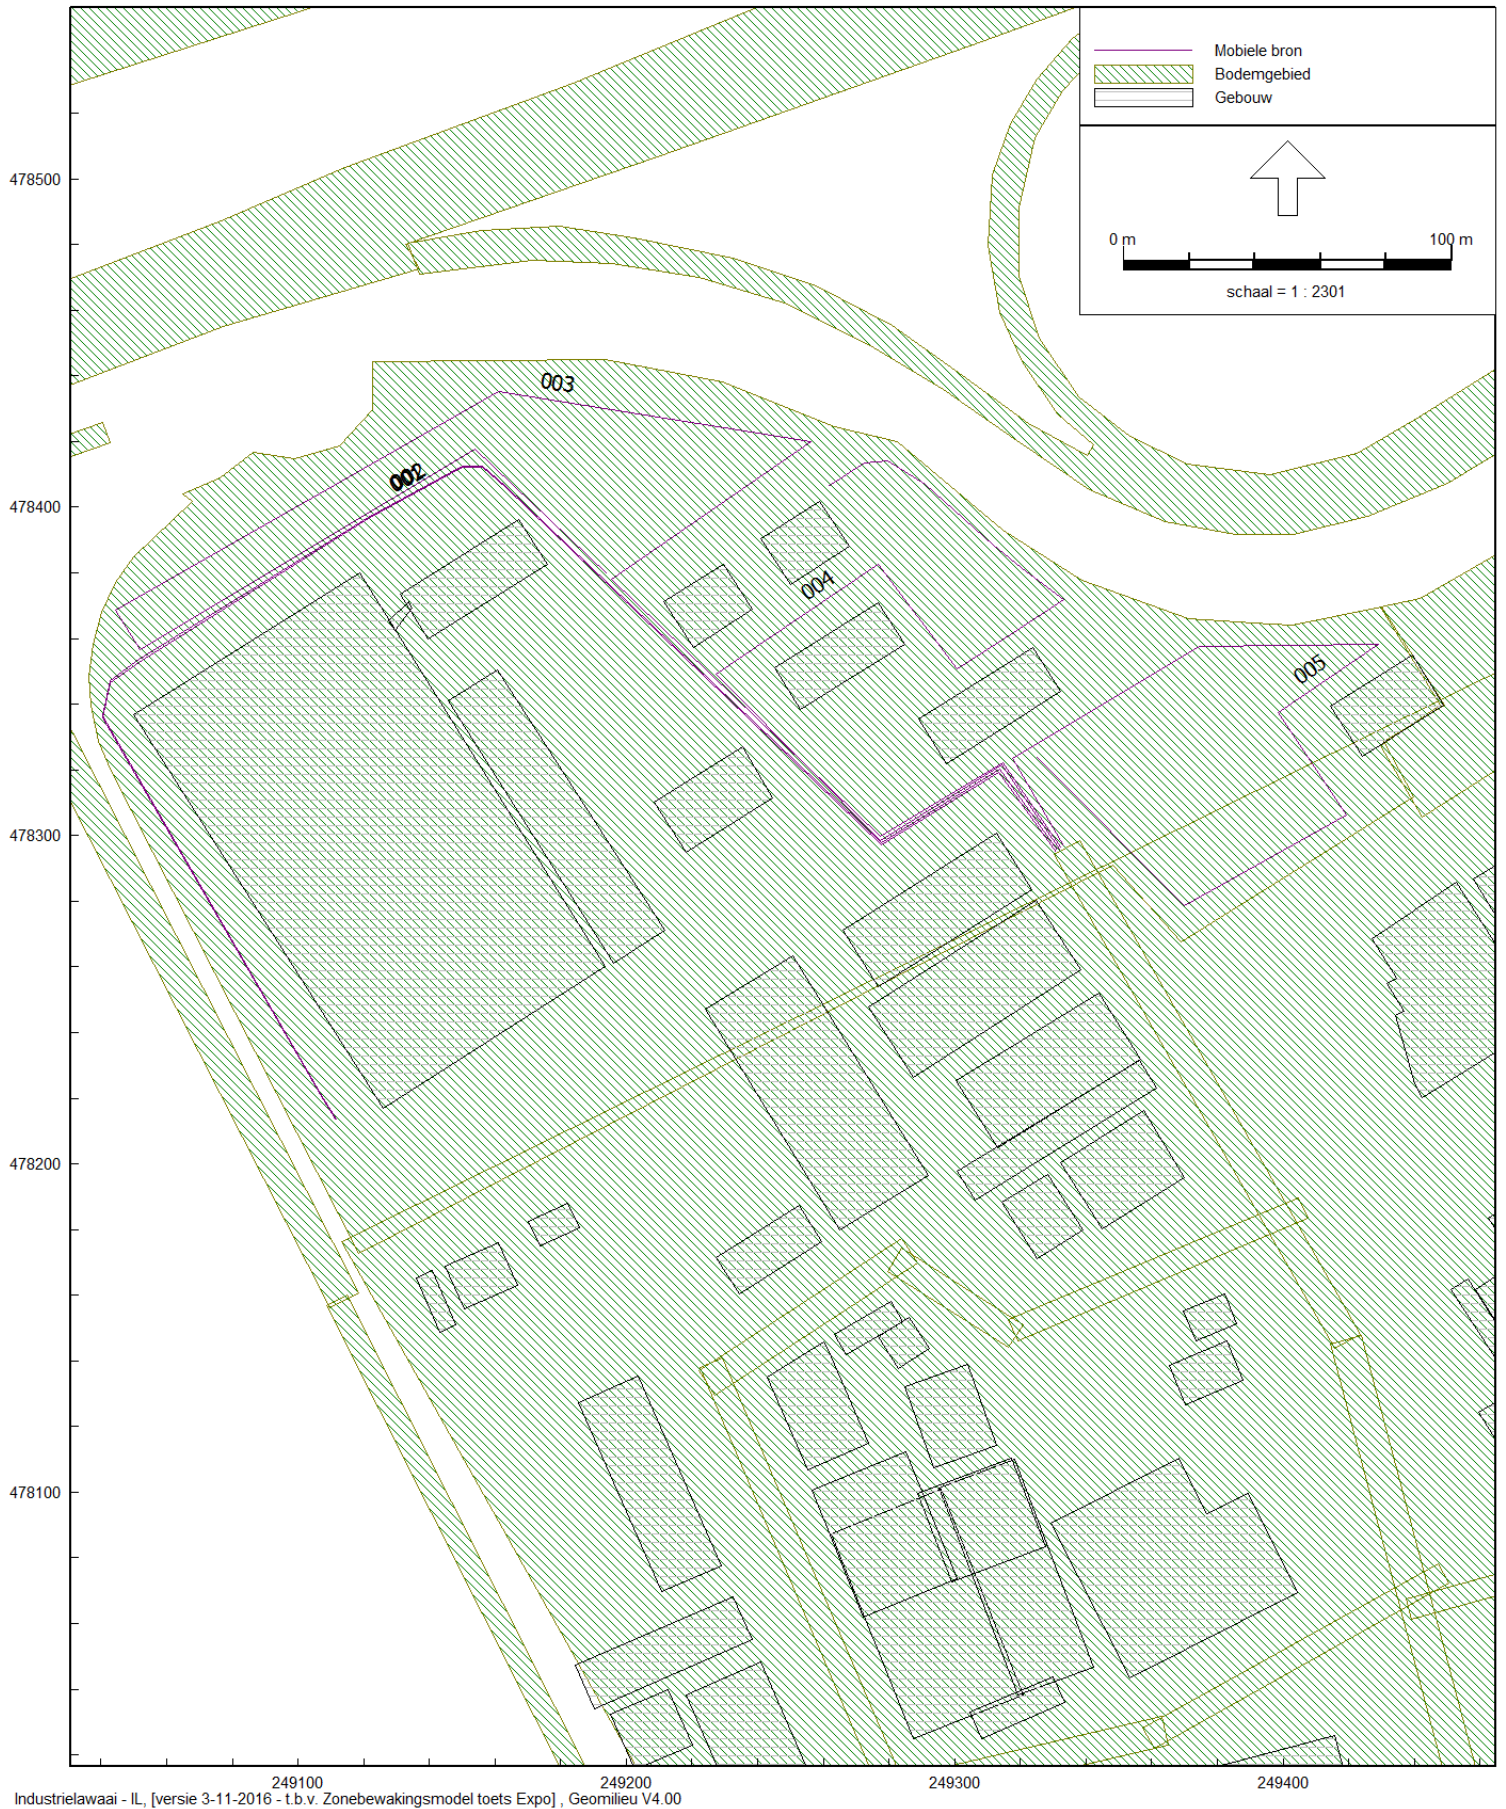 Mobiele bron
Bodemgebied
Gebouw
478500
0 m 100 m
schaal = 1 : 2301
003
002
478400
004
005
478300
478200
478100
249100 249200 249300 249400
Industrielawaai - IL, [versie 3-11-2016 - t.b.v. Zonebewakingsmodel toets Expo] , Geomilieu V4.00